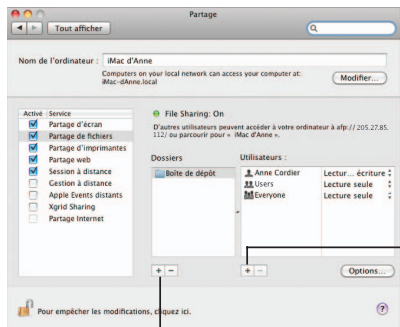 Partage
Tout afficher
Nom de l'ordinateur : iMac d'Anne
Computers on your local network can access your computer at:
iMac-dAnne.local
Modifier...
Activé Service
Partage d'écran
Partage de fichiers
Partage d'imprimantes
Partage web
Session à distance
Gestion à distance
Apple Events distants
Xgrid Sharing
Partage Internet
File Sharing: On
D'autres utilisateurs peuvent accéder à votre ordinateur à afp:// 205.27.85.
112/ ou parcourir pour « iMac d'Anne ».
Dossiers
Boîte de dépôt
Utilisateurs :
Anne Cordier Lectur... écriture
Users Lecture seule
Everyone Lecture seule
+ − + −
Options...
Pour empêcher les modifications, cliquez ici.
?